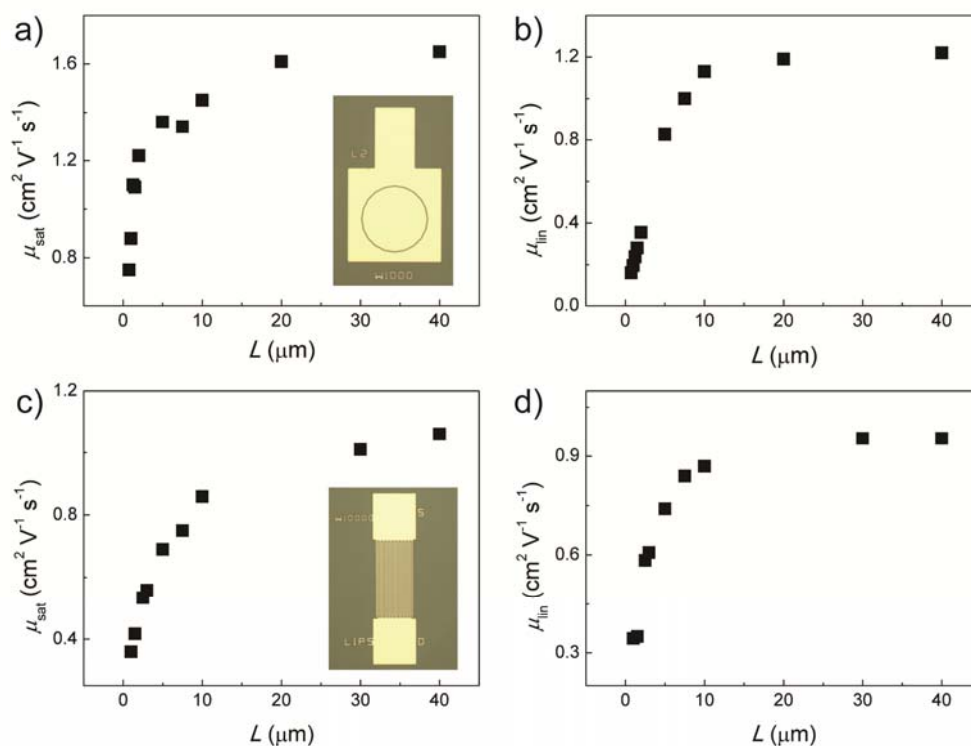 a)
1.6
1.2
0.8
μsat (cm² V⁻¹ s⁻¹)
0 10 20 30 40
L (μm)
L2
W1000
b)
1.2
0.8
0.4
0.0
μlin (cm² V⁻¹ s⁻¹)
0 10 20 30 40
L (μm)
c)
1.2
0.8
0.4
μsat (cm² V⁻¹ s⁻¹)
0 10 20 30 40
L (μm)
S
D
d)
0.9
0.6
0.3
μlin (cm² V⁻¹ s⁻¹)
0 10 20 30 40
L (μm)